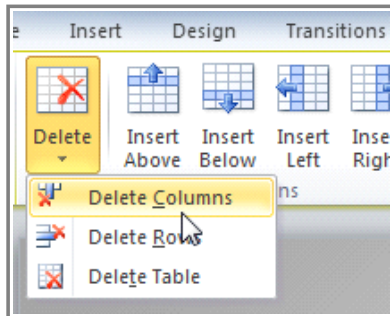 Insert Design Transitions
Delete Insert Insert Insert
Above Below Left
Delete Columns
Delete Rows
Delete Table